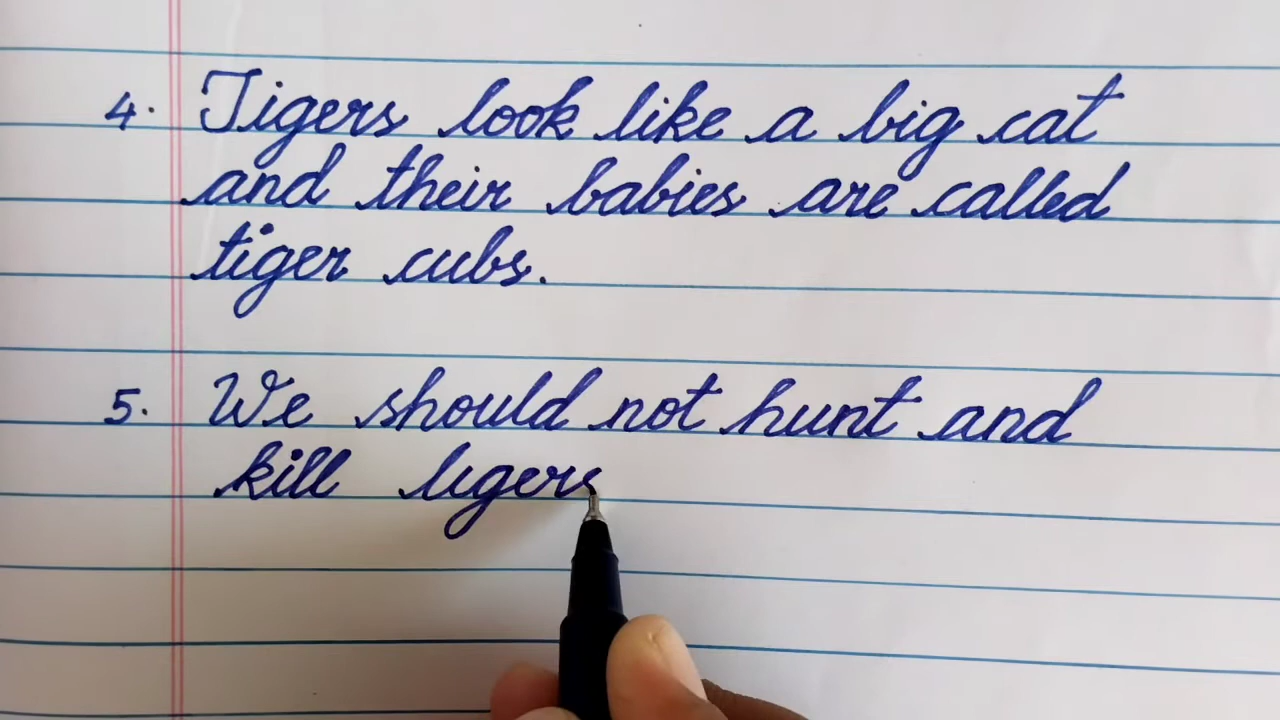 4. Tigers look like a big cat
and their babies are called
tiger cubs.
5. We should not hunt and
kill tigers